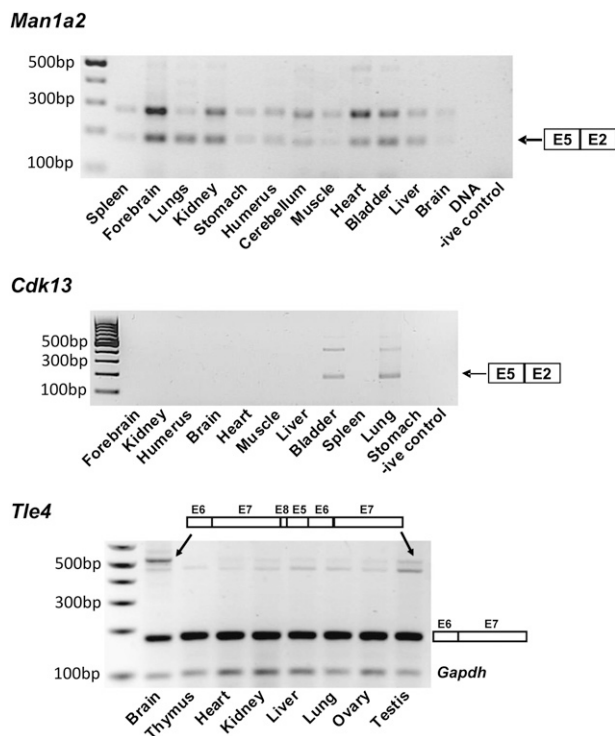 Man1a2
500bp
300bp
100bp
E5 E2
Spleen
Forebrain
Lungs
Kidney
Stomach
Humerus
Cerebellum
Muscle
Heart
Bladder
Liver
Brain
DNA
-ive control
Cdk13
500bp
300bp
100bp
E5 E2
Forebrain
Kidney
Humerus
Brain
Heart
Muscle
Liver
Bladder
Spleen
Lung
Stomach
-ive control
Tle4
E6 E7 E8 E5 E6 E7
500bp
300bp
100bp
E6 E7
Gapdh
Brain
Thymus
Heart
Kidney
Liver
Lung
Ovary
Testis